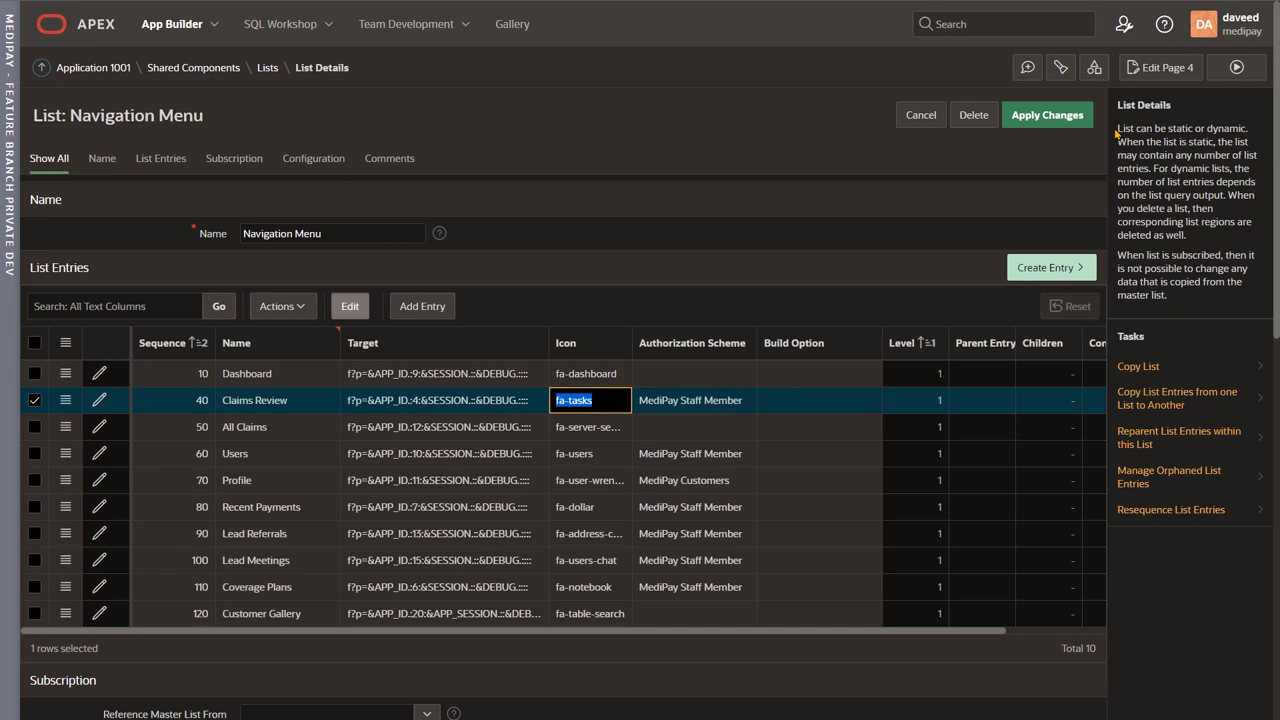 MEDIPAY - FEATURE BRANCH PRIVATE DEV
APEX App Builder SQL Workshop Team Development Gallery Search DA daveed
medipay
Application 1001 \ Shared Components \ Lists \ List Details Edit Page 4
List: Navigation Menu Cancel Delete Apply Changes
Show All Name List Entries Subscription Configuration Comments
Name
* Name Navigation Menu
List Entries Create Entry
Search: All Text Columns Go Actions Edit Add Entry Reset
Sequence 2 Name Target Icon Authorization Scheme Build Option Level 1 Parent Entry Children
10 Dashboard f?p=&APP_ID.:9:&SESSION.::&DEBUG.:::: fa-dashboard 1 -
40 Claims Review f?p=&APP_ID.:4:&SESSION.::&DEBUG.:::: fa-tasks MediPay Staff Member 1 -
50 All Claims f?p=&APP_ID.:12:&SESSION.::&DEBUG.:::: fa-server-se... 1 -
60 Users f?p=&APP_ID.:10:&SESSION.::&DEBUG.:::: fa-users MediPay Staff Member 1 -
70 Profile f?p=&APP_ID.:11:&SESSION.::&DEBUG.:::: fa-user-wren... MediPay Customers 1 -
80 Recent Payments f?p=&APP_ID.:7:&SESSION.::&DEBUG.:::: fa-dollar MediPay Staff Member 1 -
90 Lead Referrals f?p=&APP_ID.:13:&SESSION.::&DEBUG.:::: fa-address-c... MediPay Staff Member 1 -
100 Lead Meetings f?p=&APP_ID.:15:&SESSION.::&DEBUG.:::: fa-users-chat MediPay Staff Member 1 -
110 Coverage Plans f?p=&APP_ID.:6:&SESSION.::&DEBUG.:::: fa-notebook MediPay Staff Member 1 -
120 Customer Gallery f?p=&APP_ID.:20:&APP_SESSION.::&DEB... fa-table-search 1 -
1 rows selected Total 10
Subscription
Reference Master List From
List Details
List can be static or dynamic.
When the list is static, the list
may contain any number of list
entries. For dynamic lists, the
number of list entries depends
on the list query output. When
you delete a list, then
corresponding list regions are
deleted as well.
When list is subscribed, then it
is not possible to change any
data that is copied from the
master list.
Tasks
Copy List
Copy List Entries from one
List to Another
Reparent List Entries within
this List
Manage Orphaned List
Entries
Resequence List Entries